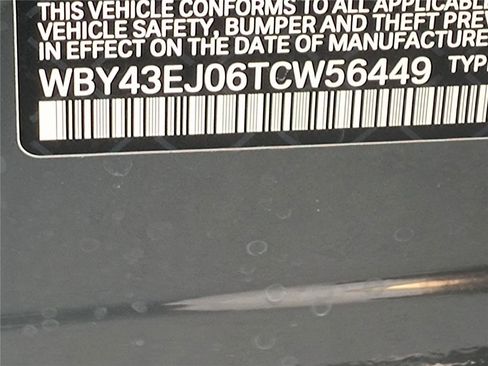 THIS VEHICLE CONFORMS TO ALL APPLICABLE
VEHICLE SAFETY, BUMPER AND THEFT PREV
IN EFFECT ON THE DATE OF MANUFACTURE
WBY43EJ06TCW56449 TYP